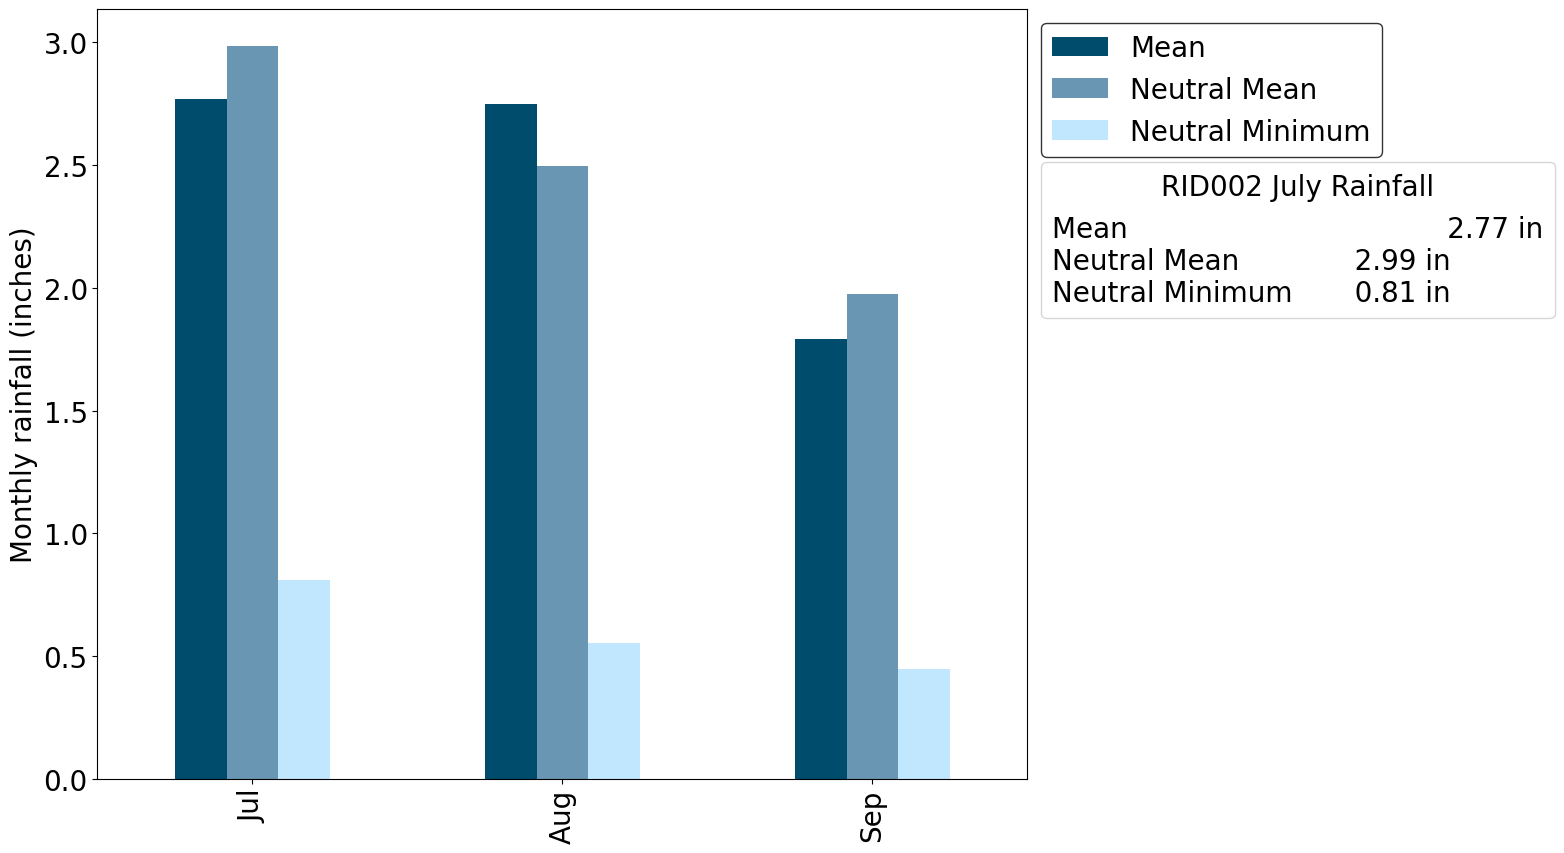 Mean
Neutral Mean
Neutral Minimum
RID002 July Rainfall
Mean 2.77 in
Neutral Mean 2.99 in
Neutral Minimum 0.81 in
Monthly rainfall (inches)
3.0
2.5
2.0
1.5
1.0
0.5
0.0
Jul
Aug
Sep